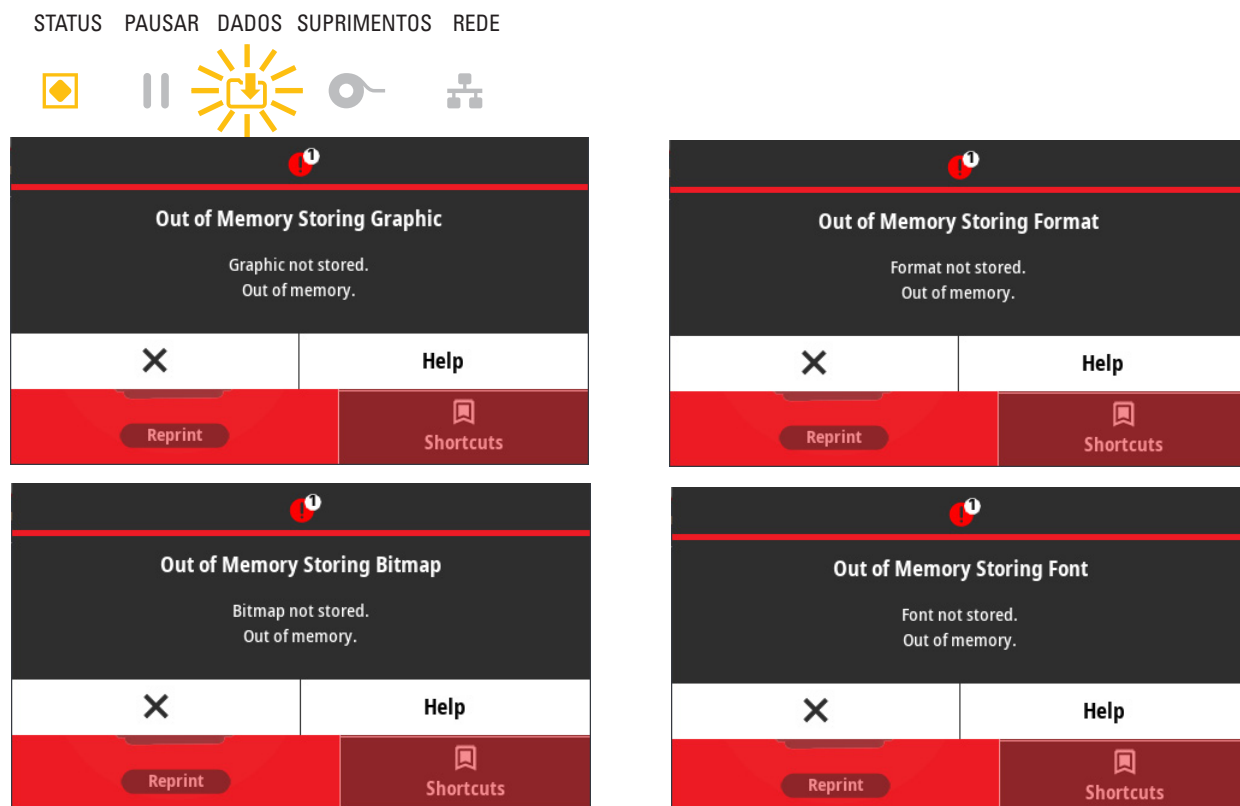 STATUS PAUSAR DADOS SUPRIMENTOS REDE
1
Out of Memory Storing Graphic
Graphic not stored.
Out of memory.
Help
Reprint
Shortcuts
1
Out of Memory Storing Format
Format not stored.
Out of memory.
Help
Reprint
Shortcuts
1
Out of Memory Storing Bitmap
Bitmap not stored.
Out of memory.
Help
Reprint
Shortcuts
1
Out of Memory Storing Font
Font not stored.
Out of memory.
Help
Reprint
Shortcuts